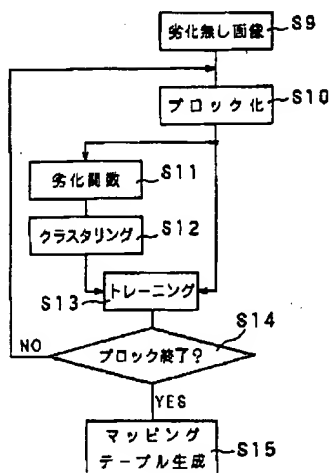 劣化無し画像
S9
ブロック化
S10
劣化関数
S11
クラスタリング
S12
トレーニング
S13
ブロック終了?
S14
NO
YES
マッピング
テーブル生成
S15